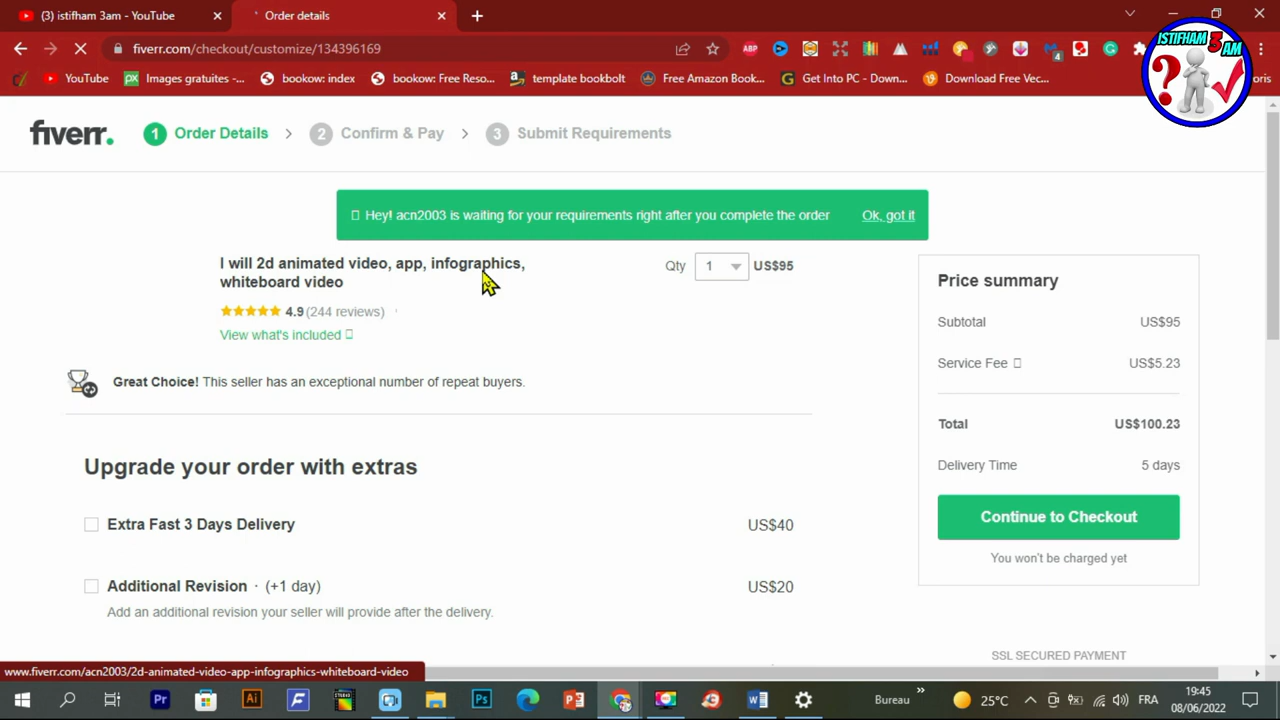 (3) istifham 3am - YouTube
Order details
ISTIFHAM 3 AM
fiverr.com/checkout/customize/134396169
ABP
4
YouTube
px Images gratuites -...
bookow: index
bookow: Free Reso...
template bookbolt
Free Amazon Book...
Get Into PC - Down...
Download Free Vec...
oris
fiverr.
1 Order Details
2 Confirm & Pay
3 Submit Requirements
Hey! acn2003 is waiting for your requirements right after you complete the order
Ok, got it
I will 2d animated video, app, infographics,
whiteboard video
Qty 1 US$95
4.9 (244 reviews)
View what's included
Great Choice! This seller has an exceptional number of repeat buyers.
Upgrade your order with extras
Extra Fast 3 Days Delivery US$40
Additional Revision · (+1 day) US$20
Add an additional revision your seller will provide after the delivery.
Price summary
Subtotal US$95
Service Fee US$5.23
Total US$100.23
Delivery Time 5 days
Continue to Checkout
You won't be charged yet
SSL SECURED PAYMENT
www.fiverr.com/acn2003/2d-animated-video-app-infographics-whiteboard-video
Pr
Ai
Ps
Bureau
25°C
FRA
19:45
08/06/2022